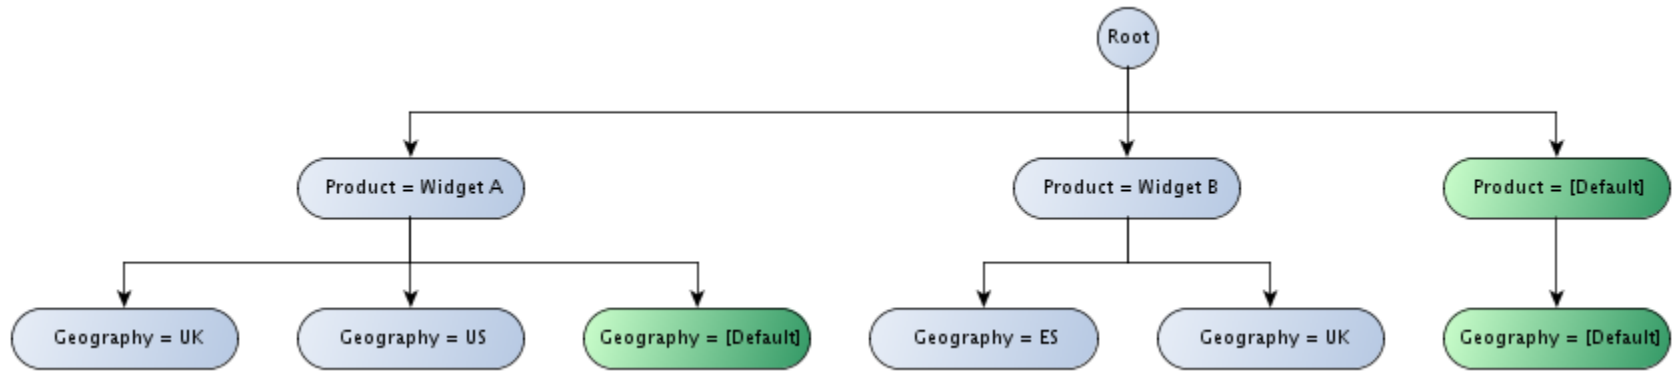 Root
Product = Widget A
Product = Widget B
Product = [Default]
Geography = UK
Geography = US
Geography = [Default]
Geography = ES
Geography = UK
Geography = [Default]